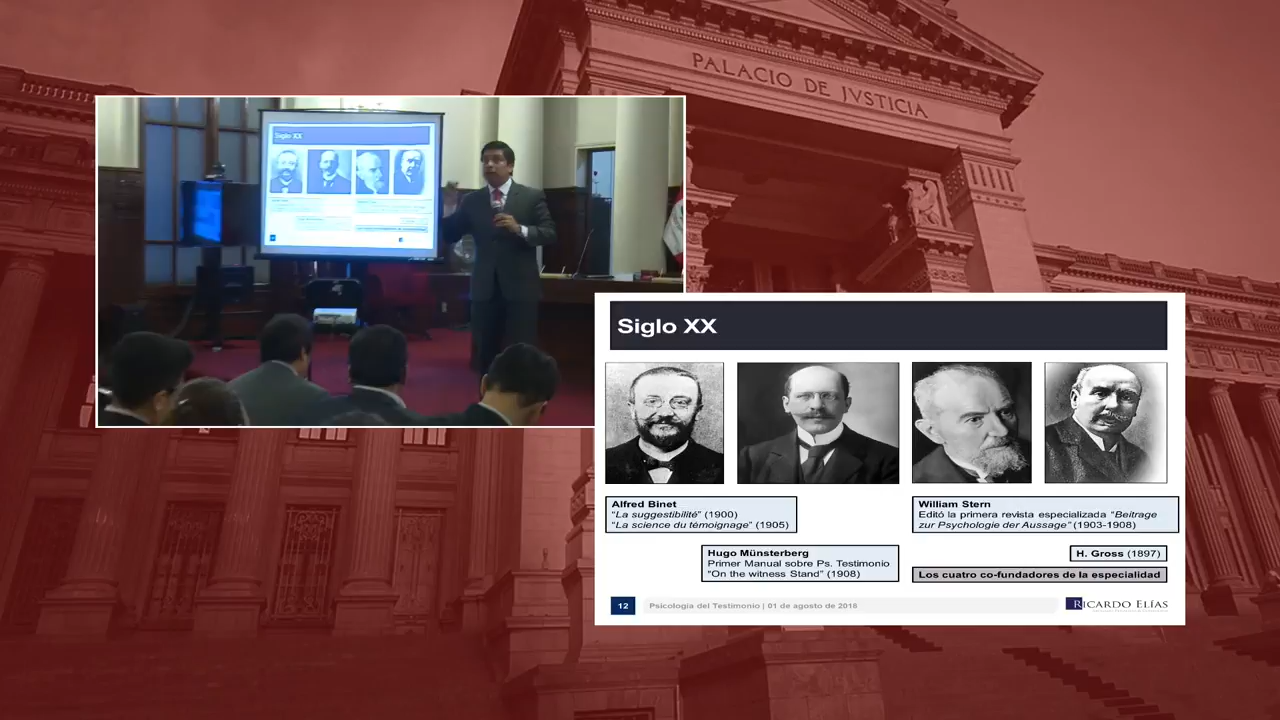 PALACIO DE JVSTICIA
Siglo XX
Siglo XX
Alfred Binet
“La suggestibilité” (1900)
“La science du témoignage” (1905)
William Stern
Editó la primera revista especializada “Beitrage
zur Psychologie der Aussage” (1903-1908)
Hugo Münsterberg
Primer Manual sobre Ps. Testimonio
“On the witness Stand” (1908)
H. Gross (1897)
Los cuatro co-fundadores de la especialidad
12
Psicología del Testimonio | 01 de agosto de 2016
RICARDO ELÍAS